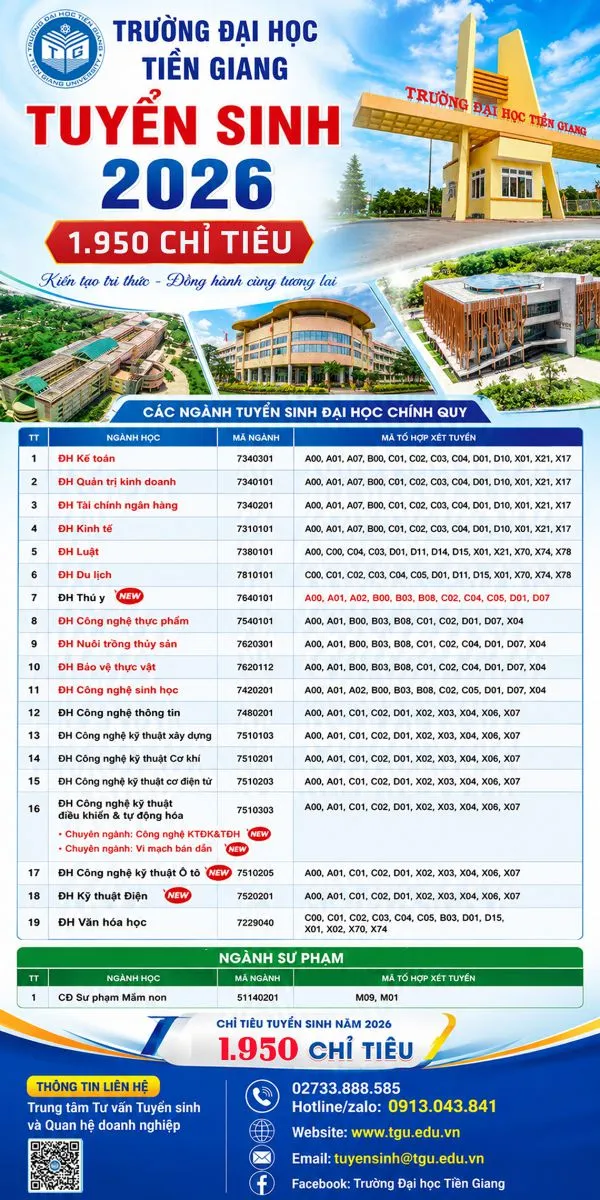 TRƯỜNG ĐẠI HỌC TIỀN GIANG
TG
TIEN GIANG UNIVERSITY
TRƯỜNG ĐẠI HỌC
TIỀN GIANG
TUYỂN SINH
2026
1.950 CHỈ TIÊU
Kiến tạo tri thức - Đồng hành cùng tương lai
TRƯỜNG ĐẠI HỌC TIỀN GIANG
CÁC NGÀNH TUYỂN SINH ĐẠI HỌC CHÍNH QUY
TT NGÀNH HỌC MÃ NGÀNH MÃ TỔ HỢP XÉT TUYỂN
1 ĐH Kế toán 7340301 A00, A01, A07, B00, C01, C02, C03, C04, D01, D10, X01, X21, X17
2 ĐH Quản trị kinh doanh 7340101 A00, A01, A07, B00, C01, C02, C03, C04, D01, D10, X01, X21, X17
3 ĐH Tài chính ngân hàng 7340201 A00, A01, A07, B00, C01, C02, C03, C04, D01, D10, X01, X21, X17
4 ĐH Kinh tế 7310101 A00, A01, A07, B00, C01, C02, C03, C04, D01, D10, X01, X21, X17
5 ĐH Luật 7380101 A00, C00, C04, C03, D01, D11, D14, D15, X01, X21, X70, X74, X78
6 ĐH Du lịch 7810101 C00, C01, C02, C03, C04, C05, D01, D11, D15, X01, X70, X74, X78
7 ĐH Thú y NEW 7640101 A00, A01, A02, B00, B03, B08, C02, C04, C05, D01, D07
8 ĐH Công nghệ thực phẩm 7540101 A00, A01, B00, B03, B08, C01, C02, D01, D07, X04
9 ĐH Nuôi trồng thủy sản 7620301 A00, A01, B00, B03, B08, C01, C02, C04, D01, D07, X04
10 ĐH Bảo vệ thực vật 7620112 A00, A01, B00, B03, B08, C01, C02, C04, D01, D07, X04
11 ĐH Công nghệ sinh học 7420201 A00, A01, A02, B00, B03, B08, C02, C05, D01, D07, X04
12 ĐH Công nghệ thông tin 7480201 A00, A01, C01, C02, D01, X02, X03, X04, X06, X07
13 ĐH Công nghệ kỹ thuật xây dựng 7510103 A00, A01, C01, C02, D01, X02, X03, X04, X06, X07
14 ĐH Công nghệ kỹ thuật Cơ khí 7510201 A00, A01, C01, C02, D01, X02, X03, X04, X06, X07
15 ĐH Công nghệ kỹ thuật cơ điện tử 7510203 A00, A01, C01, C02, D01, X02, X03, X04, X06, X07
16 ĐH Công nghệ kỹ thuật
điều khiển & tự động hóa 7510303 A00, A01, C01, C02, D01, X02, X03, X04, X06, X07
• Chuyên ngành: Công nghệ KTĐK&TĐH NEW
• Chuyên ngành: Vi mạch bán dẫn NEW
17 ĐH Công nghệ kỹ thuật Ô tô NEW 7510205 A00, A01, C01, C02, D01, X02, X03, X04, X06, X07
18 ĐH Kỹ thuật Điện NEW 7520201 A00, A01, C01, C02, D01, X02, X03, X04, X06, X07
19 ĐH Văn hóa học 7229040 C00, C01, C02, C03, C04, C05, B03, D01, D15,
X01, X02, X70, X74
NGÀNH SƯ PHẠM
TT NGÀNH HỌC MÃ NGÀNH MÃ TỔ HỢP XÉT TUYỂN
1 CĐ Sư phạm Mầm non 51140201 M09, M01
CHỈ TIÊU TUYỂN SINH NĂM 2026
1.950 CHỈ TIÊU
THÔNG TIN LIÊN HỆ
Trung tâm Tư vấn Tuyển sinh
và Quan hệ doanh nghiệp
02733.888.585
Hotline/zalo: 0913.043.841
Website: www.tgu.edu.vn
Email: tuyensinh@tgu.edu.vn
Facebook: Trường Đại học Tiền Giang